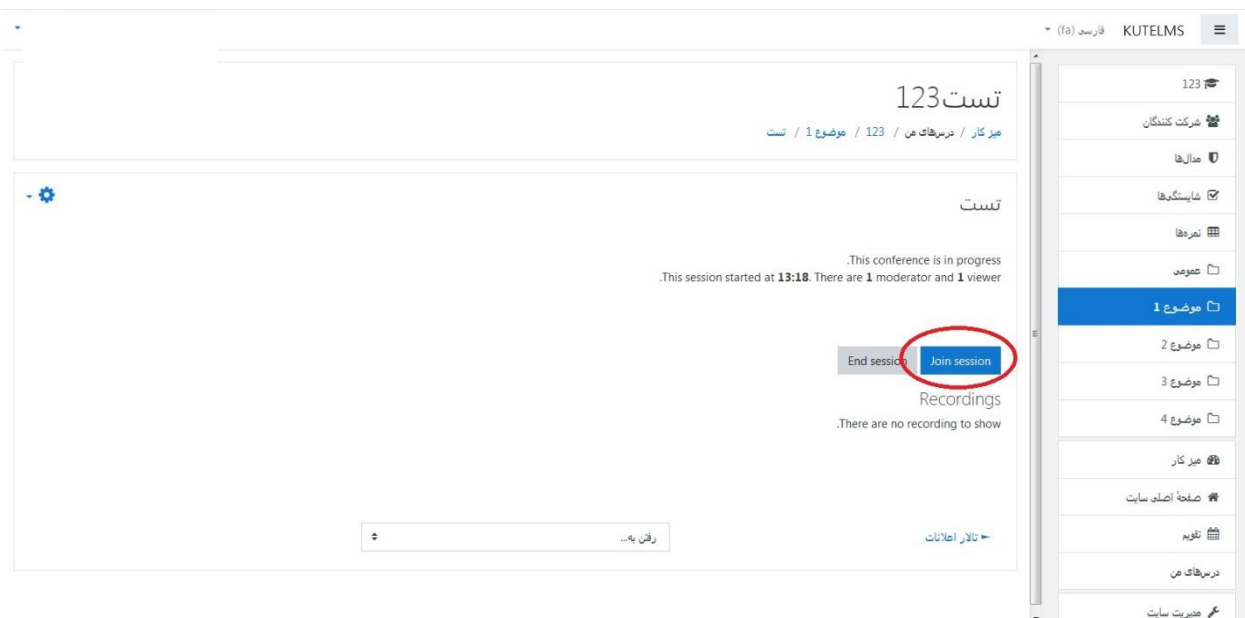 KUTELMS فارسی (fa)
123
شرکت کنندگان
مدال‌ها
شایستگی‌ها
نمره‌ها
عمومی
موضوع 1
موضوع 2
موضوع 3
موضوع 4
میز کار
صفحهٔ اصلی سایت
تقویم
درس‌های من
مدیریت سایت
تست123
میز کار / درس‌های من / 123 / موضوع 1 / تست
تست
.This conference is in progress
.This session started at 13:18. There are 1 moderator and 1 viewer
End session Join session
Recordings
.There are no recording to show
◄ تالار اعلانات
رفتن به...